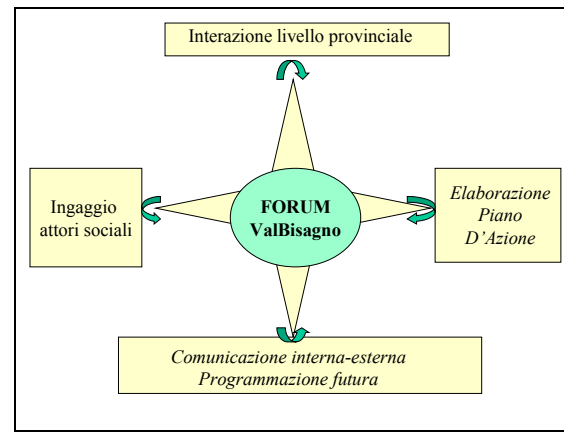 Interazione livello provinciale
Ingaggio
attori sociali
FORUM
ValBisagno
Elaborazione
Piano
D'Azione
Comunicazione interna-esterna
Programmazione futura